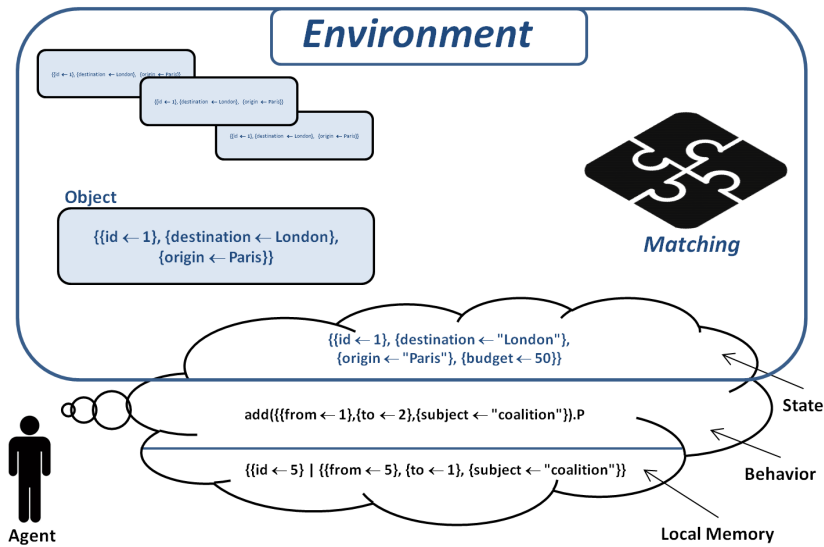 Environment
{{id ← 1}, {destination ← London}, {origin ← Paris}}
{{id ← 1}, {destination ← London}, {origin ← Paris}}
{{id ← 1}, {destination ← London}, {origin ← Paris}}
Object
{{id ← 1}, {destination ← London},
{origin ← Paris}}
Matching
{{id ← 1}, {destination ← "London"},
{origin ← "Paris"}, {budget ← 50}}
State
add({{from ← 1},{to ← 2},{subject ← "coalition"}).P
Behavior
{{id ← 5} | {{from ← 5}, {to ← 1}, {subject ← "coalition"}}
Local Memory
Agent